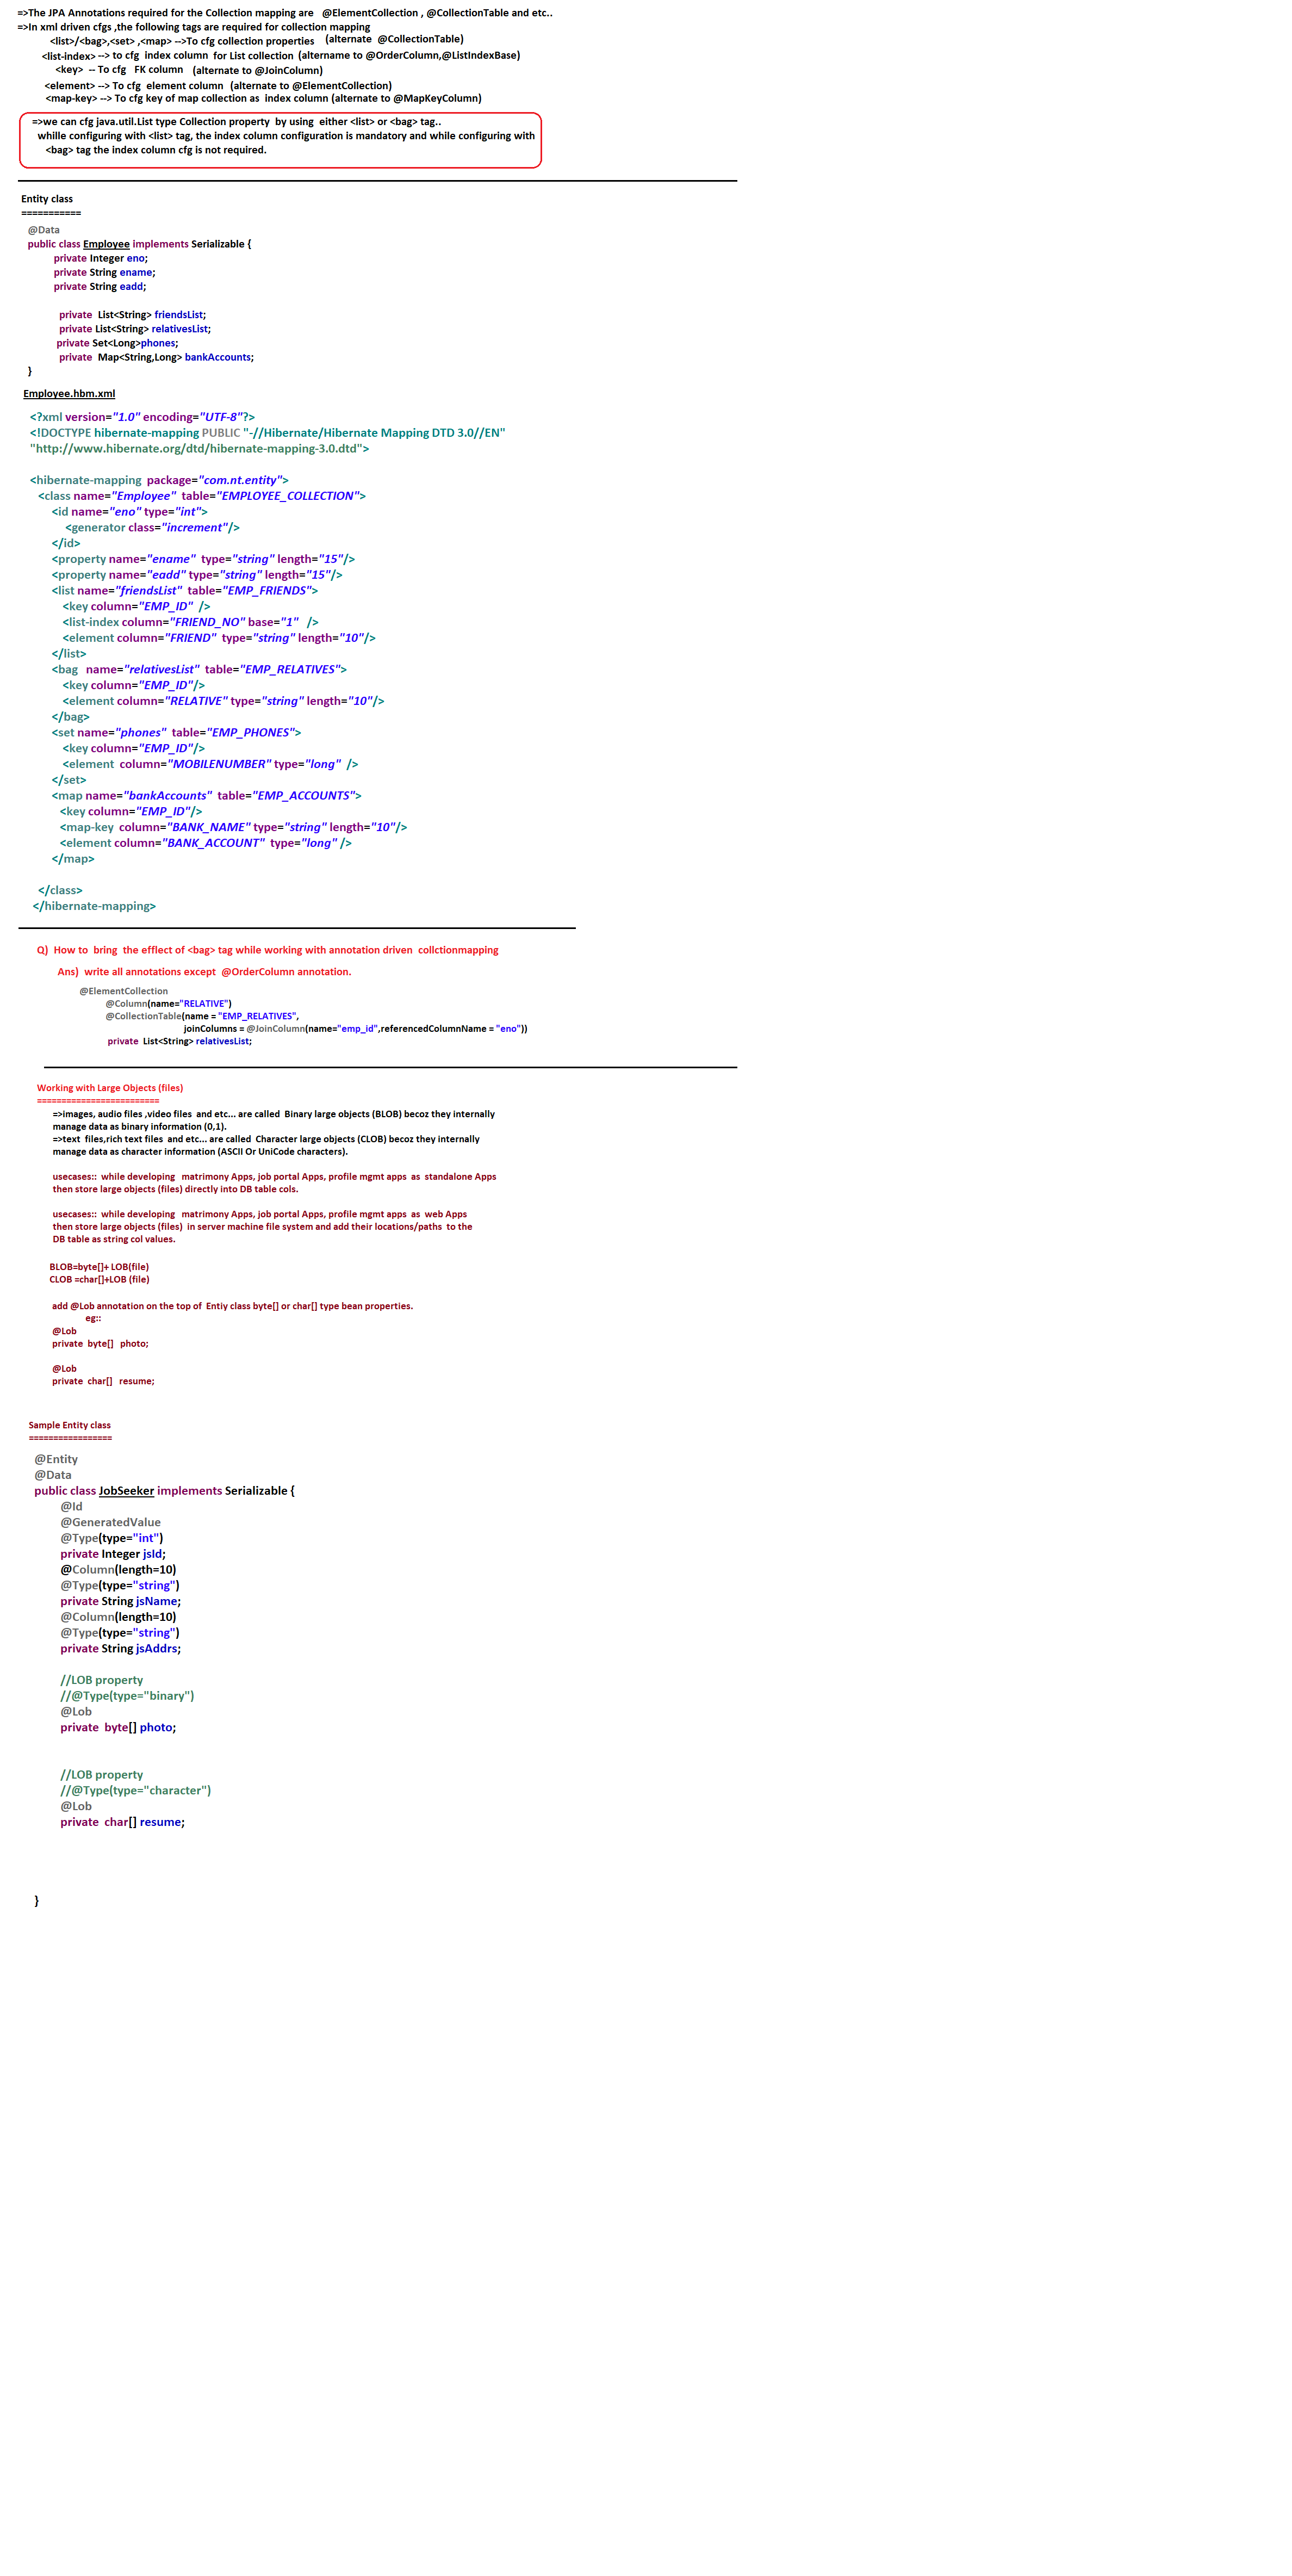 =>The JPA Annotations required for the Collection mapping are @ElementCollection , @CollectionTable and etc..
=>In xml driven cfgs ,the following tags are required for collection mapping
<list>/<bag>,<set> ,<map> -->To cfg collection properties (alternate @CollectionTable)
<list-index> --> to cfg index column for List collection (altername to @OrderColumn,@ListIndexBase)
<key> -- To cfg FK column (alternate to @JoinColumn)
<element> --> To cfg element column (alternate to @ElementCollection)
<map-key> --> To cfg key of map collection as index column (alternate to @MapKeyColumn)
=>we can cfg java.util.List type Collection property by using either <list> or <bag> tag..
whille configuring with <list> tag, the index column configuration is mandatory and while configuring with
<bag> tag the index column cfg is not required.
Entity class
===========
@Data
public class Employee implements Serializable {
private Integer eno;
private String ename;
private String eadd;
private List<String> friendsList;
private List<String> relativesList;
private Set<Long>phones;
private Map<String,Long> bankAccounts;
}
Employee.hbm.xml
<?xml version="1.0" encoding="UTF-8"?>
<!DOCTYPE hibernate-mapping PUBLIC "-//Hibernate/Hibernate Mapping DTD 3.0//EN"
"http://www.hibernate.org/dtd/hibernate-mapping-3.0.dtd">
<hibernate-mapping package="com.nt.entity">
<class name="Employee" table="EMPLOYEE_COLLECTION">
<id name="eno" type="int">
<generator class="increment"/>
</id>
<property name="ename" type="string" length="15"/>
<property name="eadd" type="string" length="15"/>
<list name="friendsList" table="EMP_FRIENDS">
<key column="EMP_ID" />
<list-index column="FRIEND_NO" base="1" />
<element column="FRIEND" type="string" length="10"/>
</list>
<bag name="relativesList" table="EMP_RELATIVES">
<key column="EMP_ID"/>
<element column="RELATIVE" type="string" length="10"/>
</bag>
<set name="phones" table="EMP_PHONES">
<key column="EMP_ID"/>
<element column="MOBILENUMBER" type="long" />
</set>
<map name="bankAccounts" table="EMP_ACCOUNTS">
<key column="EMP_ID"/>
<map-key column="BANK_NAME" type="string" length="10"/>
<element column="BANK_ACCOUNT" type="long" />
</map>
</class>
</hibernate-mapping>
Q) How to bring the efflect of <bag> tag while working with annotation driven collctionmapping
Ans) write all annotations except @OrderColumn annotation.
@ElementCollection
@Column(name="RELATIVE")
@CollectionTable(name = "EMP_RELATIVES",
joinColumns = @JoinColumn(name="emp_id",referencedColumnName = "eno"))
private List<String> relativesList;
Working with Large Objects (files)
=========================
=>images, audio files ,video files and etc... are called Binary large objects (BLOB) becoz they internally
manage data as binary information (0,1).
=>text files,rich text files and etc... are called Character large objects (CLOB) becoz they internally
manage data as character information (ASCII Or UniCode characters).
usecases:: while developing matrimony Apps, job portal Apps, profile mgmt apps as standalone Apps
then store large objects (files) directly into DB table cols.
usecases:: while developing matrimony Apps, job portal Apps, profile mgmt apps as web Apps
then store large objects (files) in server machine file system and add their locations/paths to the
DB table as string col values.
BLOB=byte[]+ LOB(file)
CLOB =char[]+LOB (file)
add @Lob annotation on the top of Entiy class byte[] or char[] type bean properties.
eg::
@Lob
private byte[] photo;
@Lob
private char[] resume;
Sample Entity class
=================
@Entity
@Data
public class JobSeeker implements Serializable {
@Id
@GeneratedValue
@Type(type="int")
private Integer jsId;
@Column(length=10)
@Type(type="string")
private String jsName;
@Column(length=10)
@Type(type="string")
private String jsAddrs;
//LOB property
//@Type(type="binary")
@Lob
private byte[] photo;
//LOB property
//@Type(type="character")
@Lob
private char[] resume;
}